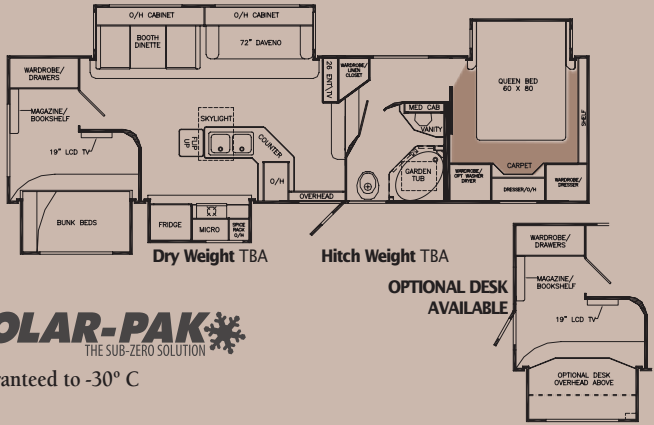 O/H CABINET
O/H CABINET
BOOTH
DINETTE
72" DAVENO
WARDROBE/
DRAWERS
MAGAZINE/
BOOKSHELF
19" LCD TV
BUNK BEDS
SKYLIGHT
FLIP
UP
COUNTER
O/H
OVERHEAD
FRIDGE
MICRO
SPICE
RACK
O/H
26 ENT/TV
WARDROBE/
LINEN
CLOSET
MED CAB
VANITY
GARDEN
TUB
QUEEN BED
60 X 80
SHELF
CARPET
WARDROBE/
OPT WASHER
DRYER
DRESSER/O/H
WARDROBE/
DRESSER
Dry Weight TBA
Hitch Weight TBA
OPTIONAL DESK
AVAILABLE
WARDROBE/
DRAWERS
MAGAZINE/
BOOKSHELF
19" LCD TV
OPTIONAL DESK
OVERHEAD ABOVE
OLAR-PAK
THE SUB-ZERO SOLUTION
ranteed to -30º C